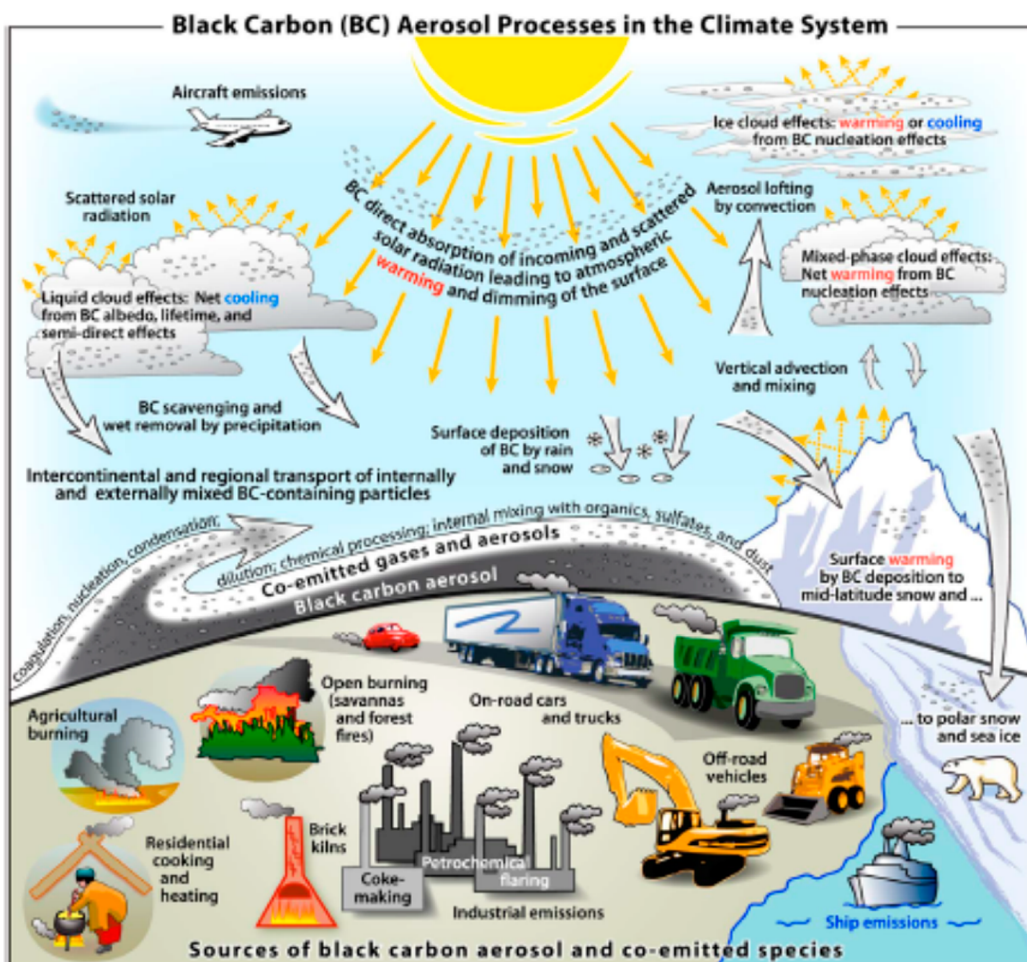 Black Carbon (BC) Aerosol Processes in the Climate System
Aircraft emissions
Ice cloud effects: warming or cooling
from BC nucleation effects
Scattered solar
radiation
BC direct absorption of incoming and scattered
solar radiation leading to atmospheric
warming and dimming of the surface
Aerosol lofting
by convection
Mixed-phase cloud effects:
Net warming from BC
nucleation effects
Liquid cloud effects: Net cooling
from BC albedo, lifetime, and
semi-direct effects
Vertical advection
and mixing
BC scavenging and
wet removal by precipitation
Surface deposition
of BC by rain
and snow
Intercontinental and regional transport of internally
and externally mixed BC-containing particles
coagulation, nucleation, condensation;
dilution; chemical processing; internal mixing with organics, sulfates, and dust
Co-emitted gases and aerosols
Black carbon aerosol
Surface warming
by BC deposition to
mid-latitude snow and ...
... to polar snow
and sea ice
Agricultural
burning
Open burning
(savannas
and forest
fires)
On-road cars
and trucks
Off-road
vehicles
Residential
cooking
and
heating
Brick
kilns
Coke-
making
Petrochemical
flaring
Industrial emissions
Ship emissions
Sources of black carbon aerosol and co-emitted species